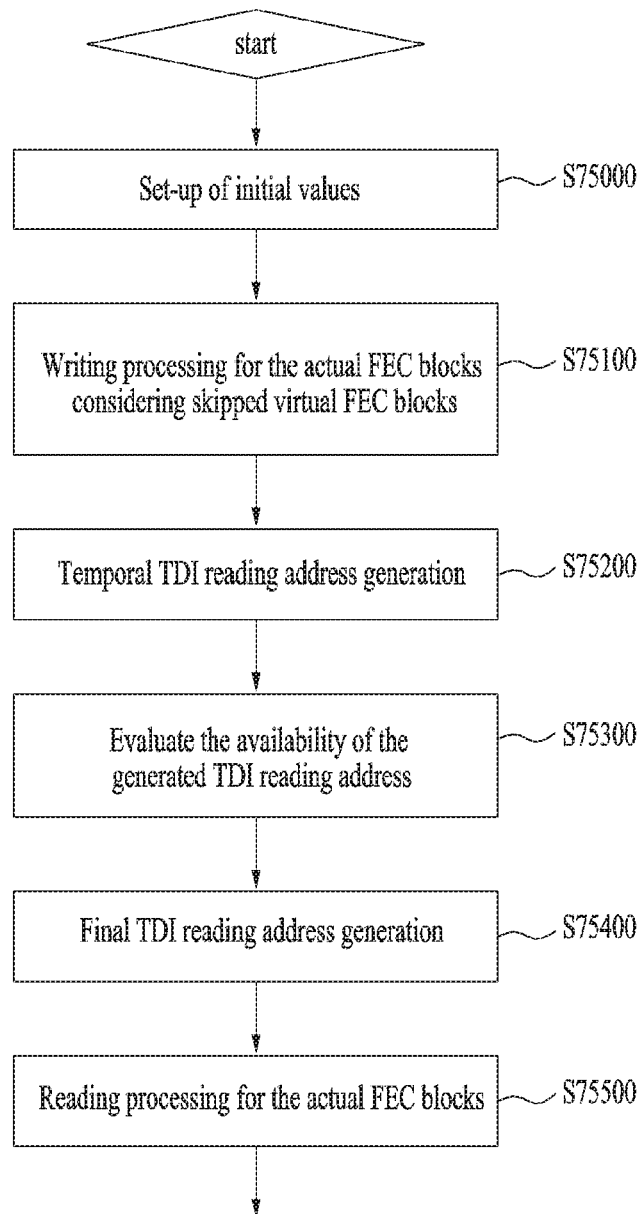 start
Set-up of initial values
S75000
Writing processing for the actual FEC blocks
considering skipped virtual FEC blocks
S75100
Temporal TDI reading address generation
S75200
Evaluate the availability of the
generated TDI reading address
S75300
Final TDI reading address generation
S75400
Reading processing for the actual FEC blocks
S75500